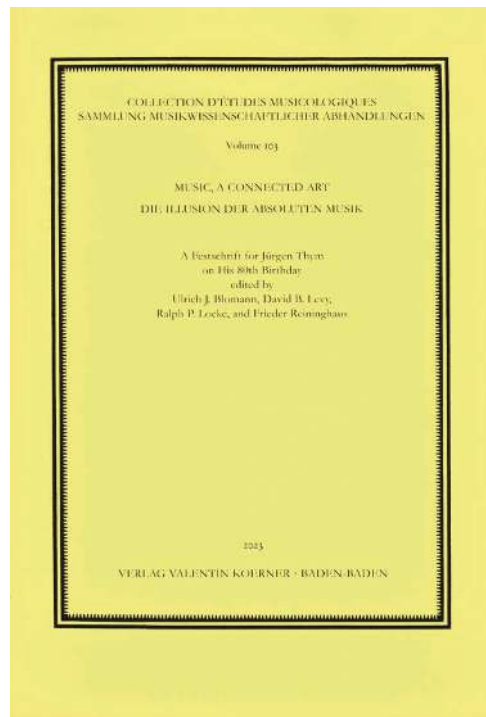 COLLECTION D'ÉTUDES MUSICOLOGIQUES
SAMMLUNG MUSIKWISSENSCHAFTLICHER ABHANDLUNGEN
Volume 103
MUSIC, A CONNECTED ART
DIE ILLUSION DER ABSOLUTEN MUSIK
A Festschrift for Jürgen Thym
on His 80th Birthday
edited by
Ulrich J. Blomann, David B. Levy,
Ralph P. Locke, and Frieder Reininghaus
2023
VERLAG VALENTIN KOERNER · BADEN-BADEN